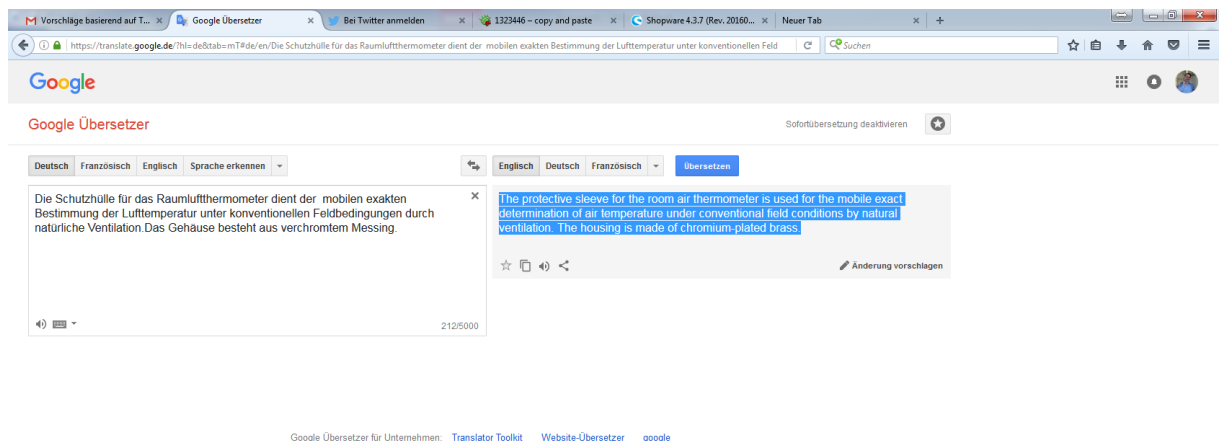 Vorschläge basierend auf T...
Google Übersetzer
Bei Twitter anmelden
1323446 – copy and paste
Shopware 4.3.7 (Rev. 20160...
Neuer Tab
https://translate.google.de/?hl=de&tab=mT#de/en/Die Schutzhülle für das Raumluftthermometer dient der mobilen exakten Bestimmung der Lufttemperatur unter konventionellen Feld
Suchen
Google
Google Übersetzer
Sofortübersetzung deaktivieren
Deutsch Französisch Englisch Sprache erkennen
Englisch Deutsch Französisch Übersetzen
Die Schutzhülle für das Raumluftthermometer dient der  mobilen exakten
Bestimmung der Lufttemperatur unter konventionellen Feldbedingungen durch
natürliche Ventilation.Das Gehäuse besteht aus verchromtem Messing.
212/5000
The protective sleeve for the room air thermometer is used for the mobile exact
determination of air temperature under conventional field conditions by natural
ventilation. The housing is made of chromium-plated brass.
Änderung vorschlagen
Google Übersetzer für Unternehmen: Translator Toolkit Website-Übersetzer google